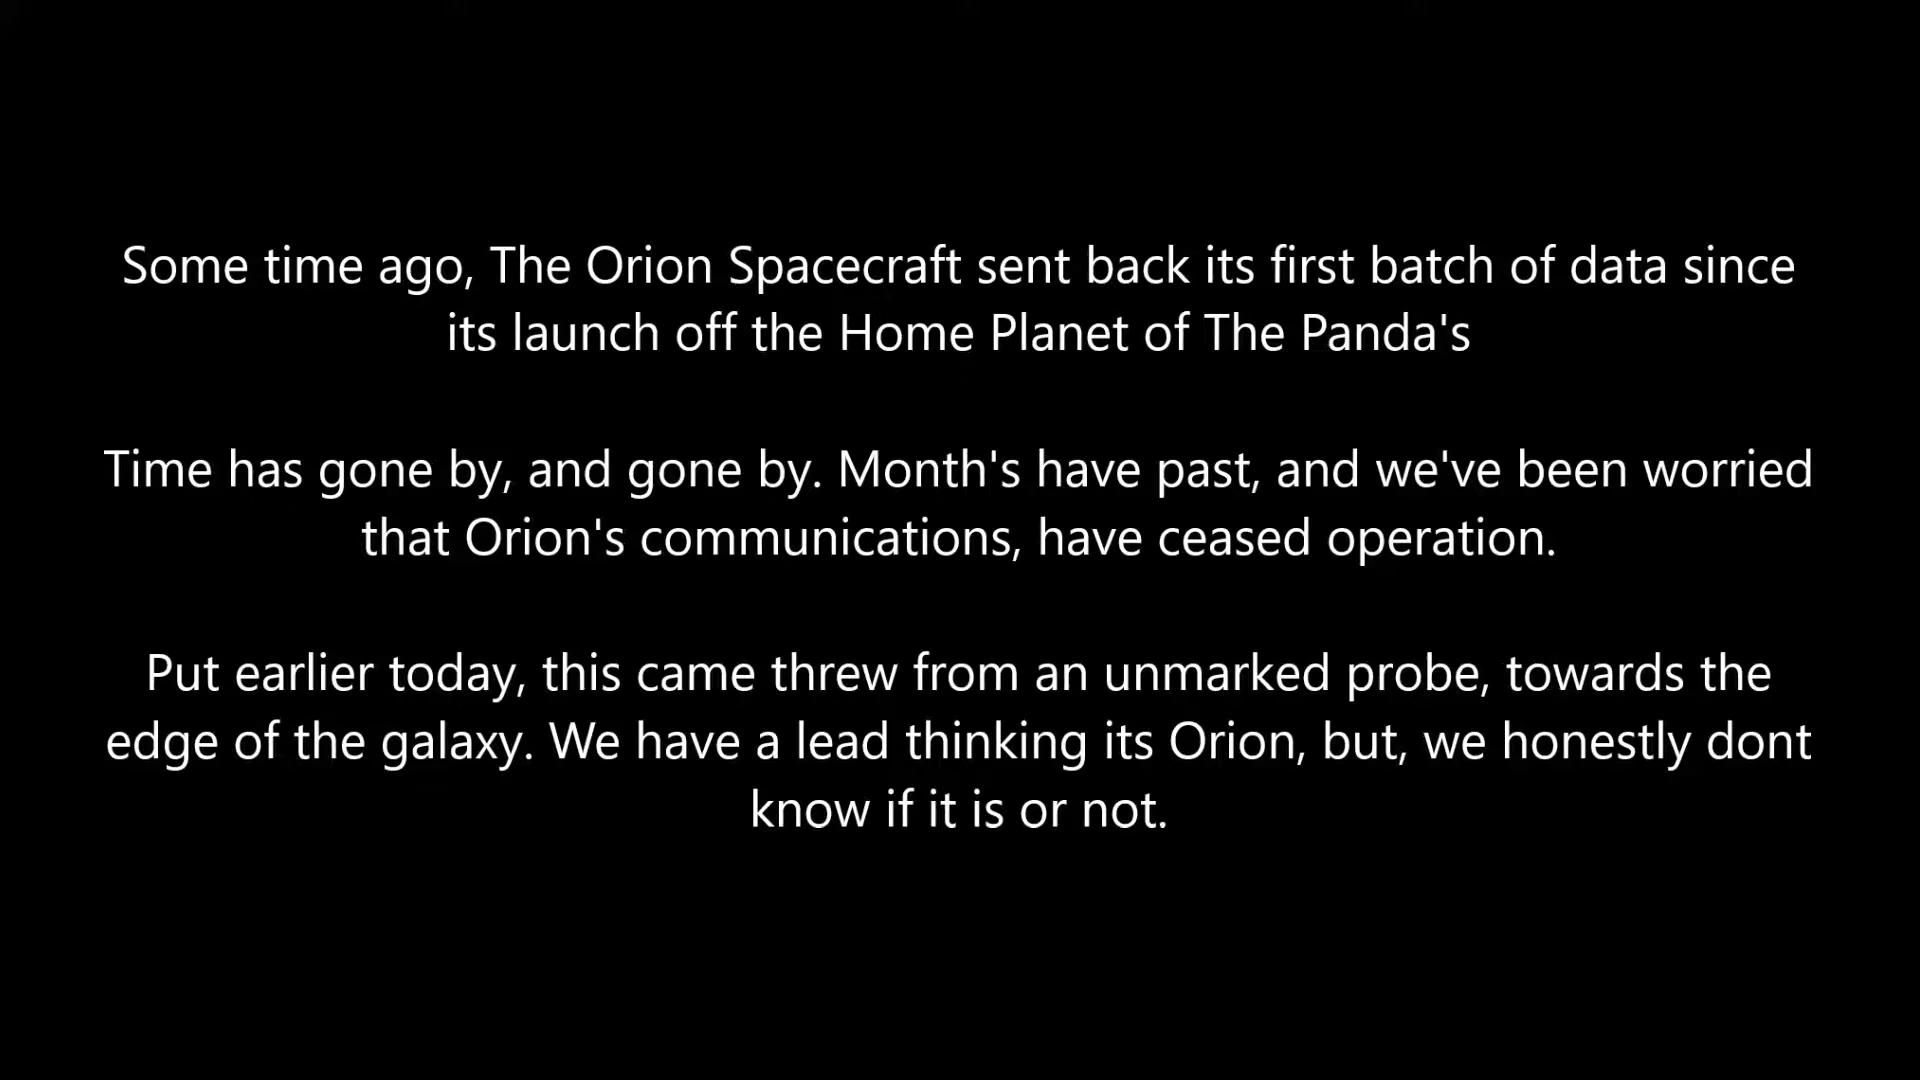 Some time ago, The Orion Spacecraft sent back its first batch of data since
its launch off the Home Planet of The Panda's
Time has gone by, and gone by. Month's have past, and we've been worried
that Orion's communications, have ceased operation.
Put earlier today, this came threw from an unmarked probe, towards the
edge of the galaxy. We have a lead thinking its Orion, but, we honestly dont
know if it is or not.